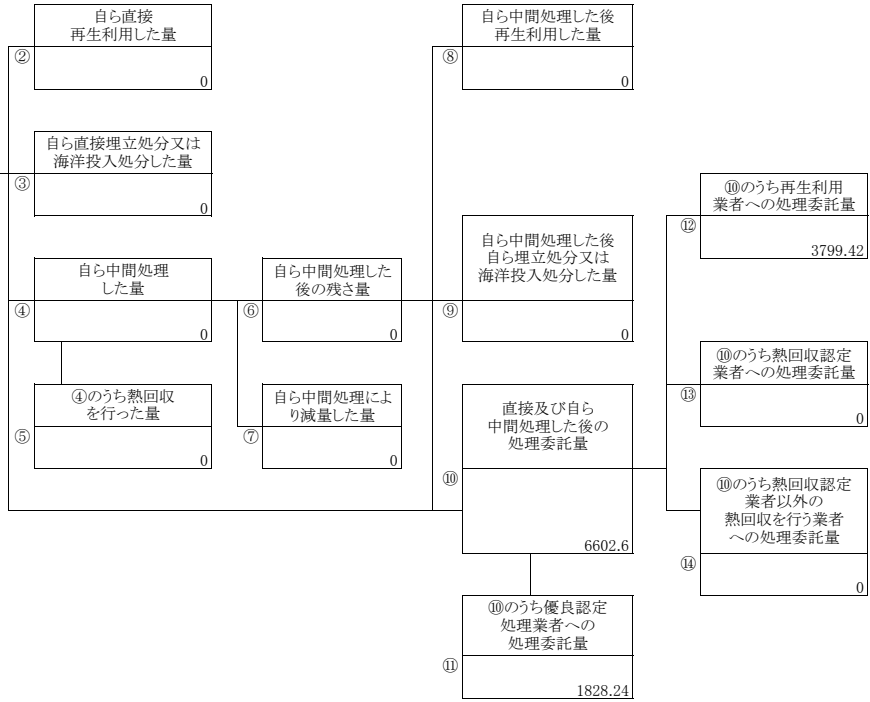 自ら直接
再生利用した量
②
0
自ら直接埋立処分又は
海洋投入処分した量
③
0
自ら中間処理
した量
④
0
④のうち熱回収
を行った量
⑤
0
自ら中間処理した
後の残さ量
⑥
0
自ら中間処理によ
り減量した量
⑦
0
自ら中間処理した後
再生利用した量
⑧
0
自ら中間処理した後
自ら埋立処分又は
海洋投入処分した量
⑨
0
直接及び自ら
中間処理した後の
処理委託量
⑩
6602.6
⑩のうち優良認定
処理業者への
処理委託量
⑪
1828.24
⑩のうち再生利用
業者への処理委託量
⑫
3799.42
⑩のうち熱回収認定
業者への処理委託量
⑬
0
⑩のうち熱回収認定
業者以外の
熱回収を行う業者
への処理委託量
⑭
0